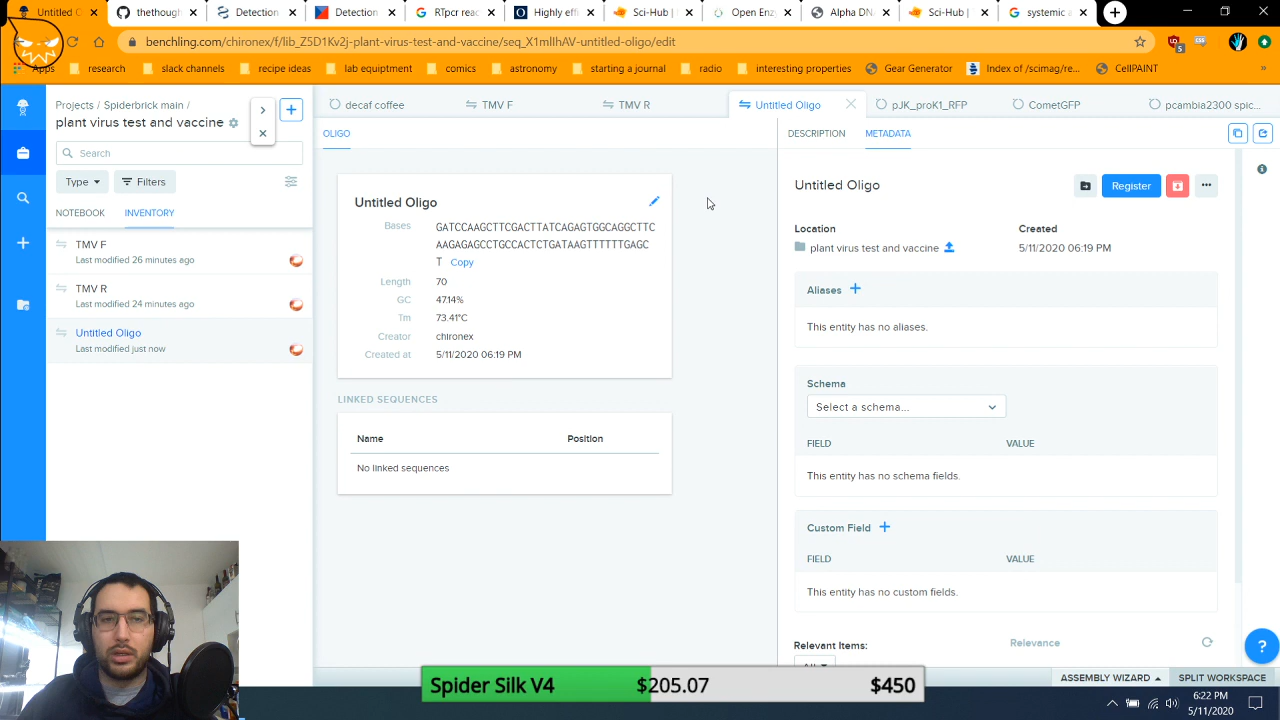 Untitled O
thethough
Detection
Detection
RTpcr ref
Highly effi
Sci-Hub |
Open Enz
Alpha DN
Sci-Hub |
systemic a
benchling.com/chironex/f/lib_Z5D1Kv2j-plant-virus-test-and-vaccine/seq_X1mlIhAV-untitled-oligo/edit
5
Apps
research
slack channels
recipe ideas
lab equiptment
comics
astronomy
starting a journal
radio
interesting properties
Gear Generator
Index of /scimag/re...
CellPAINT
Projects / Spiderbrick main /
plant virus test and vaccine
decaf coffee
TMV F
TMV R
Untitled Oligo
pJK_proK1_RFP
CometGFP
pcambia2300 spic...
Search
Type
Filters
NOTEBOOK
INVENTORY
TMV F
Last modified 26 minutes ago
TMV R
Last modified 24 minutes ago
Untitled Oligo
Last modified just now
OLIGO
Untitled Oligo
Bases
GATCCAAGCTTCGACTTATCAGAGTGGCAGGCTTC
AAGAGAGCCTGCCACTCTGATAAGTTTTTTGAGC
T Copy
Length 70
GC 47.14%
Tm 73.41°C
Creator chironex
Created at 5/11/2020 06:19 PM
LINKED SEQUENCES
Name Position
No linked sequences
DESCRIPTION
METADATA
Untitled Oligo
Register
Location
plant virus test and vaccine
Created
5/11/2020 06:19 PM
Aliases
This entity has no aliases.
Schema
Select a schema...
FIELD VALUE
This entity has no schema fields.
Custom Field
FIELD VALUE
This entity has no custom fields.
Relevant Items:
Relevance
Spider Silk V4 $205.07 $450
ASSEMBLY WIZARD
SPLIT WORKSPACE
6:22 PM
5/11/2020